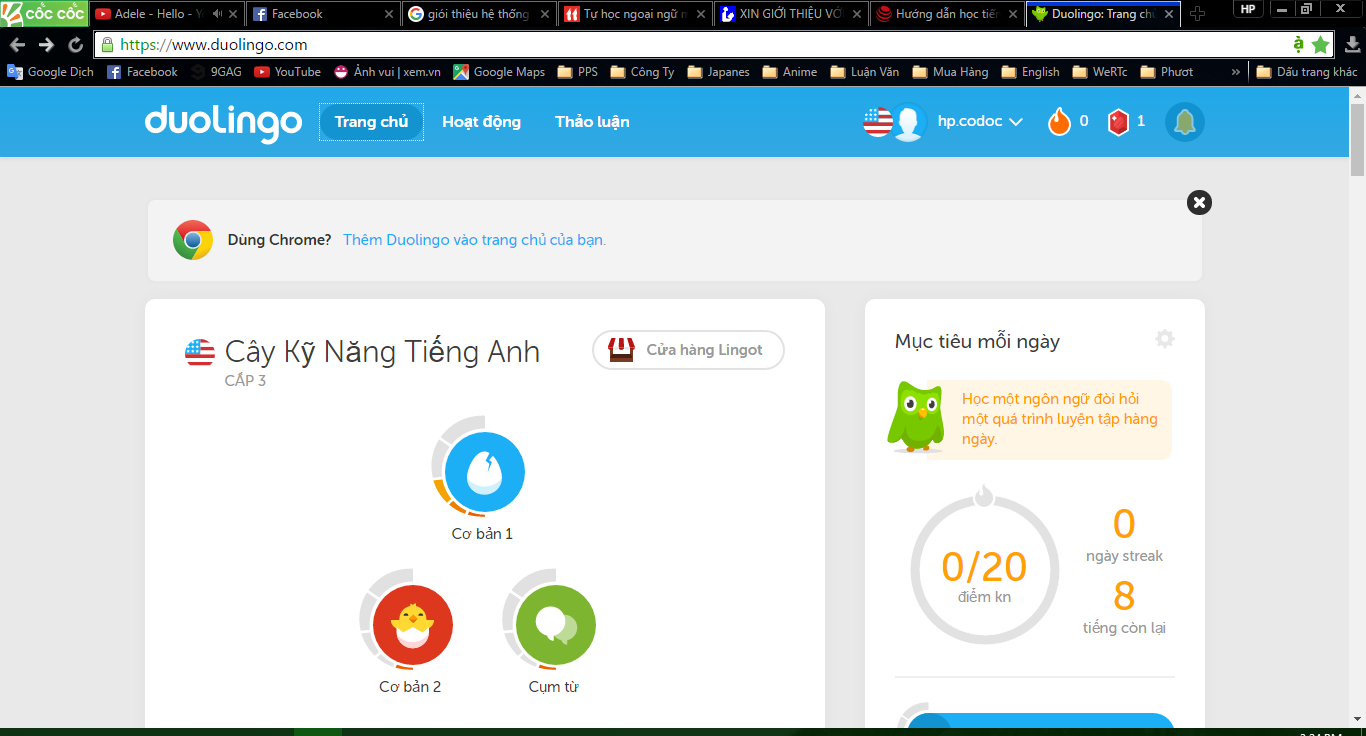 cốc cốc
Adele - Hello - Y
Facebook
giói thiệu hệ thống
Tự học ngoại ngữ m
XIN GIỚI THIỆU VỚ
Hướng dẫn học tiế
Duolingo: Trang ch
HP
https://www.duolingo.com
Google Dịch
Facebook
9GAG
YouTube
Ảnh vui | xem.vn
Google Maps
PPS
Công Ty
Japanes
Anime
Luận Văn
Mua Hàng
English
WeRTc
Phượt
»
Dấu trang khác
duolingo
Trang chủ
Hoạt động
Thảo luận
hp.codoc
0
1
Dùng Chrome? Thêm Duolingo vào trang chủ của bạn.
Cây Kỹ Năng Tiếng Anh
CẤP 3
Cửa hàng Lingot
Cơ bản 1
Cơ bản 2
Cụm từ
Mục tiêu mỗi ngày
Học một ngôn ngữ đòi hỏi
một quá trình luyện tập hàng
ngày.
0/20
điểm kn
0
ngày streak
8
tiếng còn lại